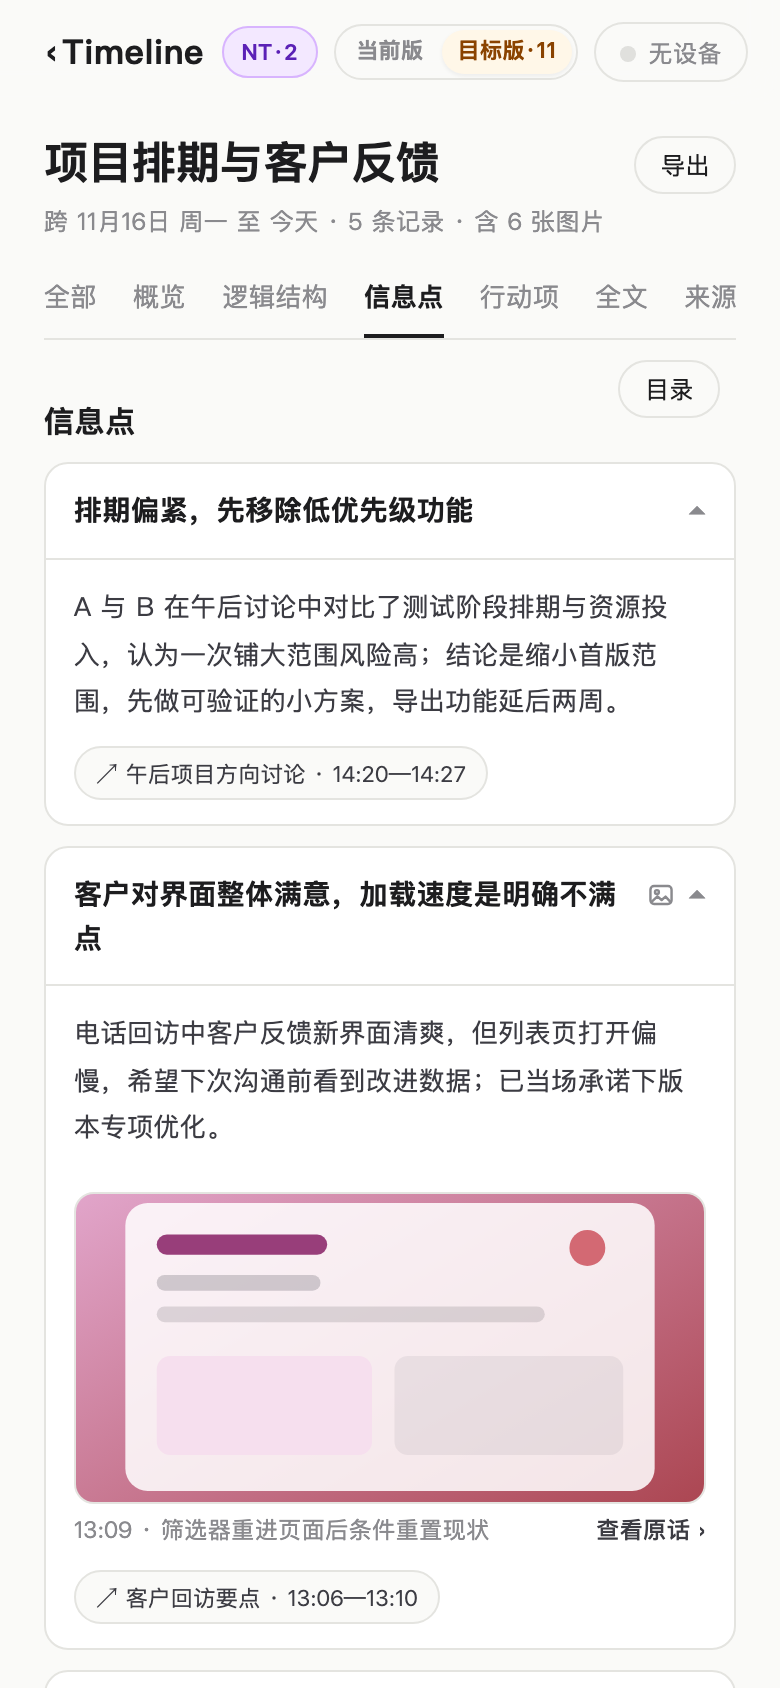 ‹ Timeline NT·2 当前版 目标版·11 无设备
项目排期与客户反馈 导出
跨 11月16日 周一 至 今天 · 5 条记录 · 含 6 张图片
全部 概览 逻辑结构 信息点 行动项 全文 来源
目录
信息点
排期偏紧，先移除低优先级功能
A 与 B 在午后讨论中对比了测试阶段排期与资源投
入，认为一次铺大范围风险高；结论是缩小首版范
围，先做可验证的小方案，导出功能延后两周。
↗ 午后项目方向讨论 · 14:20—14:27
客户对界面整体满意，加载速度是明确不满
点
电话回访中客户反馈新界面清爽，但列表页打开偏
慢，希望下次沟通前看到改进数据；已当场承诺下版
本专项优化。
13:09 · 筛选器重进页面后条件重置现状 查看原话 ›
↗ 客户回访要点 · 13:06—13:10